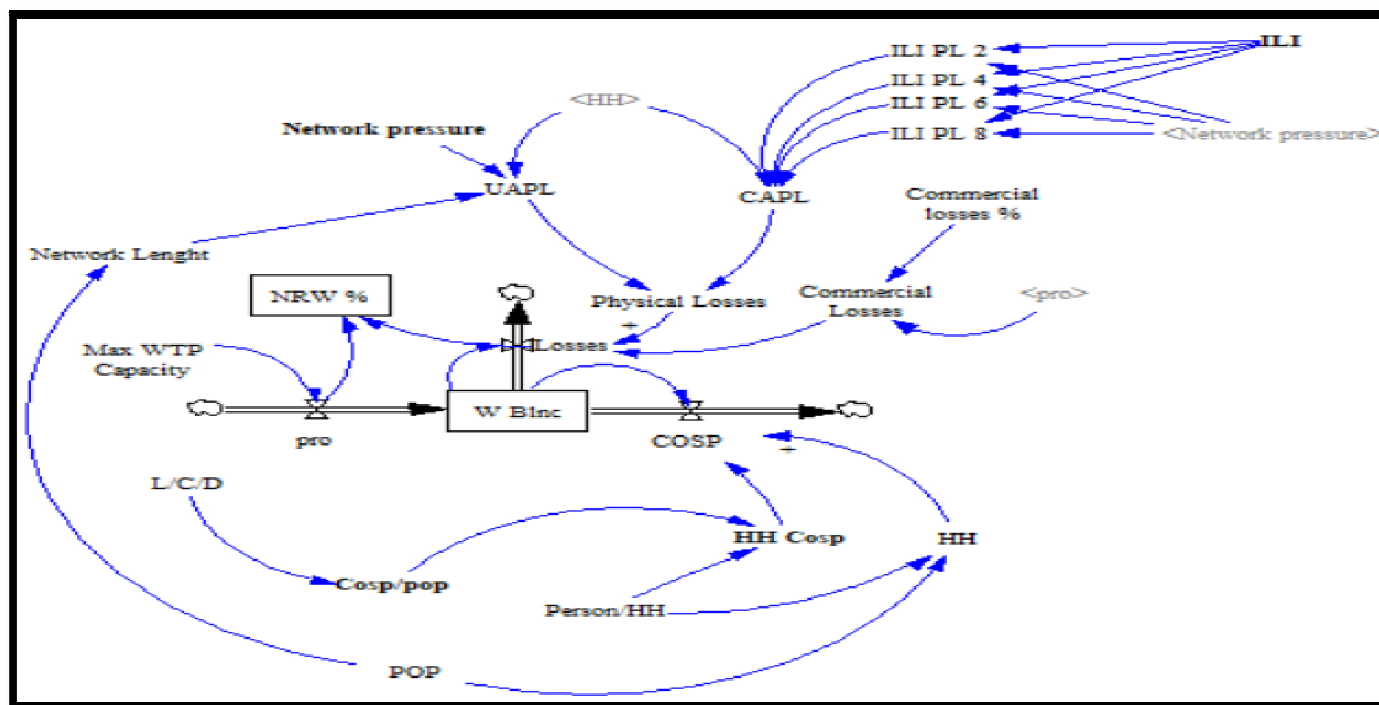 ILI
ILI PL 2
ILI PL 4
ILI PL 6
ILI PL 8
<Network pressure>
<HH>
Network pressure
UAPL
CAPL
Commercial
losses %
Network Lenght
NRW %
Physical Losses
Commercial
Losses
<pro>
+
Losses
Max WTP
Capacity
W Blnc
pro
COSP
+
L/C/D
HH Cosp
HH
Cosp/pop
Person/HH
POP